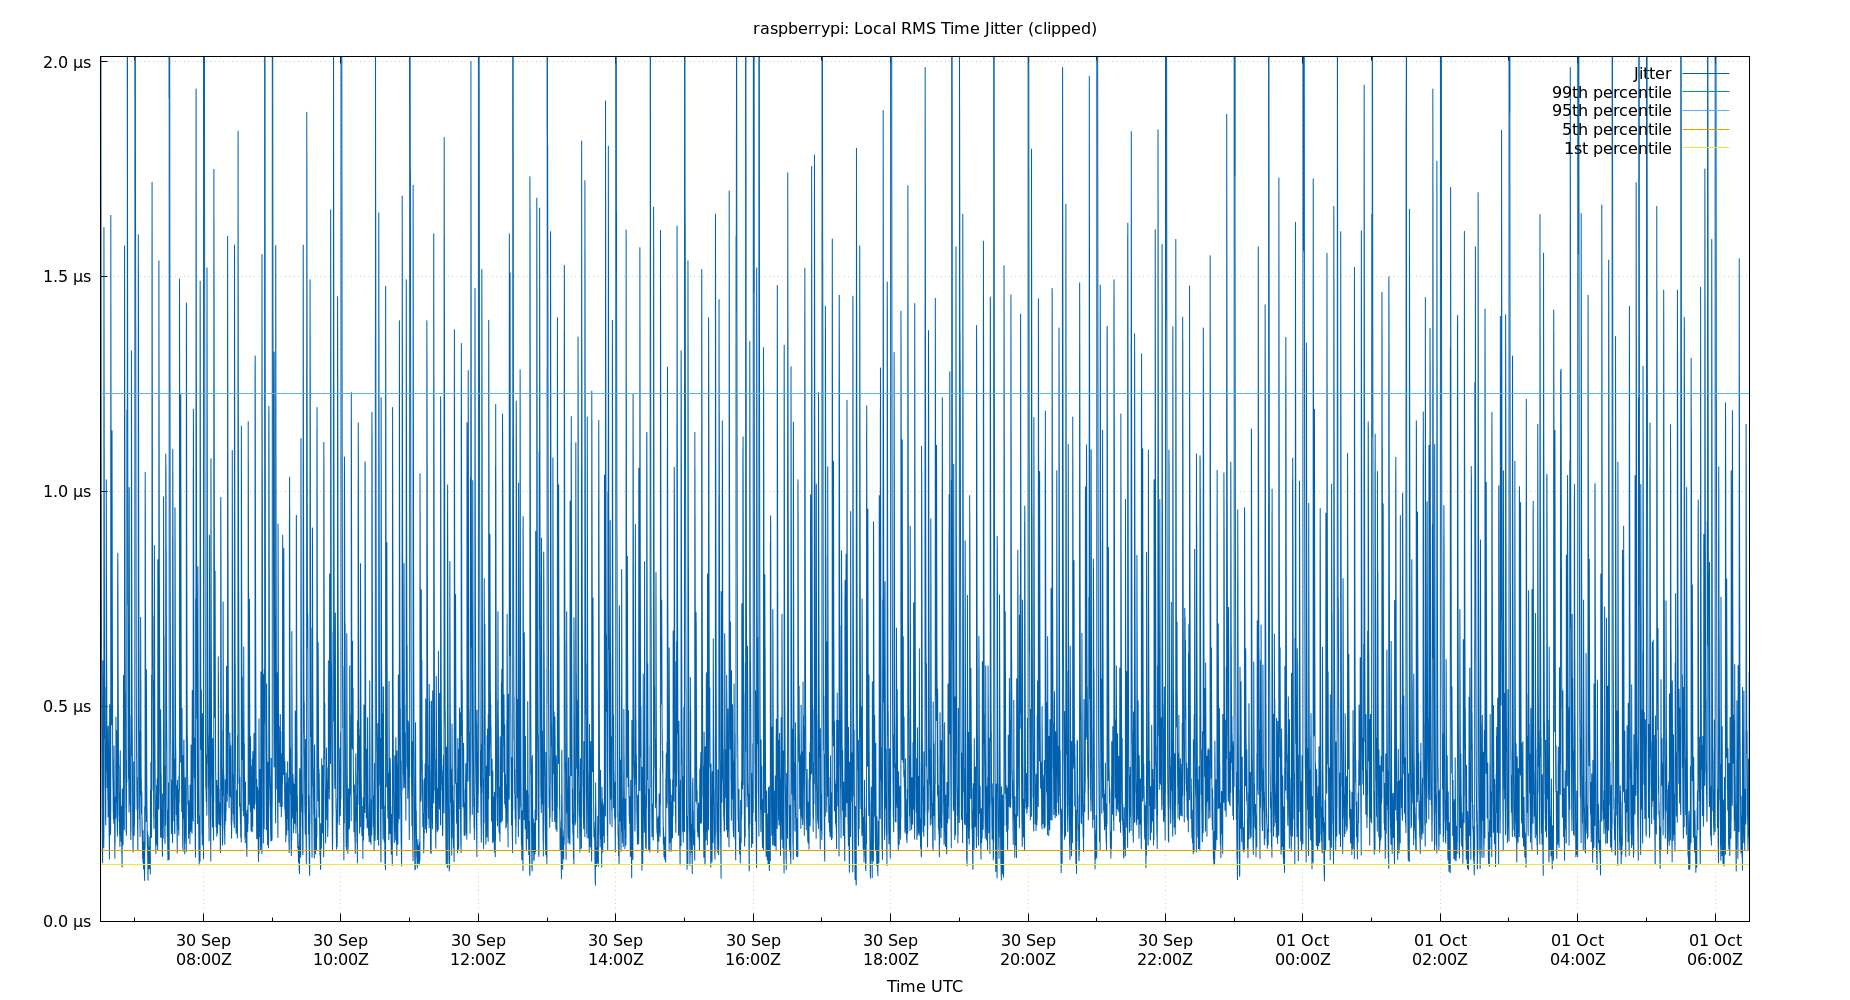 raspberrypi: Local RMS Time Jitter (clipped)
2.0 μs
1.5 μs
1.0 μs
0.5 μs
0.0 μs
Jitter
99th percentile
95th percentile
5th percentile
1st percentile
30 Sep 30 Sep 30 Sep 30 Sep 30 Sep 30 Sep 30 Sep 30 Sep 01 Oct 01 Oct 01 Oct 01 Oct
08:00Z 10:00Z 12:00Z 14:00Z 16:00Z 18:00Z 20:00Z 22:00Z 00:00Z 02:00Z 04:00Z 06:00Z
Time UTC